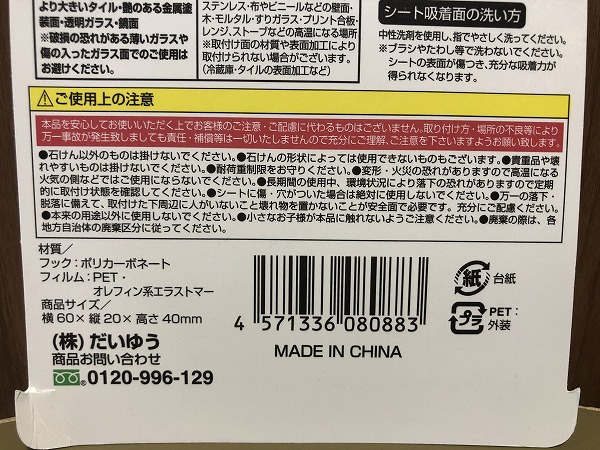 より大きいタイル・艶のある金属塗
装面・透明ガラス・鏡面
※破損の恐れがある薄いガラスや
傷の入ったガラス面でのご使用は
お避けください。
ステンレス・布やビニールなどの壁面・
木・モルタル・すりガラス・プリント合板・
レンジ、ストーブなどの高温になる場所
※取付け面の材質や表面加工により
取付けられない場合がございます。
(冷蔵庫・タイルの表面加工など)
シート吸着面の洗い方
中性洗剤を使用し、指でやさしく洗ってください。
※ブラシやたわし等で洗わないでください。
シートの表面が傷つき、充分な吸着力が
得られなくなります。
ご使用上の注意
本品を安心してお使いいただく上でお客様のご注意・ご配慮に代わるものはございません。取り付け方・場所の不良等により
万一事故が発生致しましても責任・補償等は一切いたしませんので充分にご理解、ご注意を下さいますようお願い致します。
●石けん以外のものは掛けないでください。●石けんの形状によっては使用できないものもございます。●貴重品や壊
れやすいものは掛けないでください。●耐荷重制限をお守りください。●変形・火災の恐れがありますので高温になる
火気の側などではご使用にならないでください。●長期間の使用中、環境状況により落下の恐れがありますので定期
的に取付け状態を確認してください。●シートに傷・穴がついた場合は絶対に使用しないでください。●万一の落下・
脱落に備えて、取付けた下周辺に人がいないこと壊れ物を置かないことが安全面で必要です。充分にご配慮ください。
●本来の用途以外に使用しないでください。●小さなお子様が本品に触れないようご注意ください。●廃棄の際は、各
地方自治体の廃棄区分に従ってください。
材質/
フック:ポリカーボネート
フィルム:PET・
オレフィン系エラストマー
商品サイズ/
横60×縦20×高さ40mm
(株)だいゆう
商品お問い合わせ
0120-996-129
4 571336 080883
MADE IN CHINA
紙 台紙
プラ PET:
外装